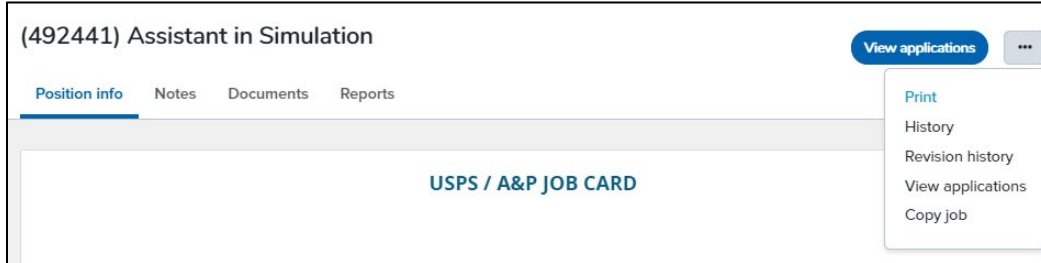 (492441) Assistant in Simulation
View applications
...
Position info Notes Documents Reports
Print
History
Revision history
View applications
Copy job
USPS / A&P JOB CARD